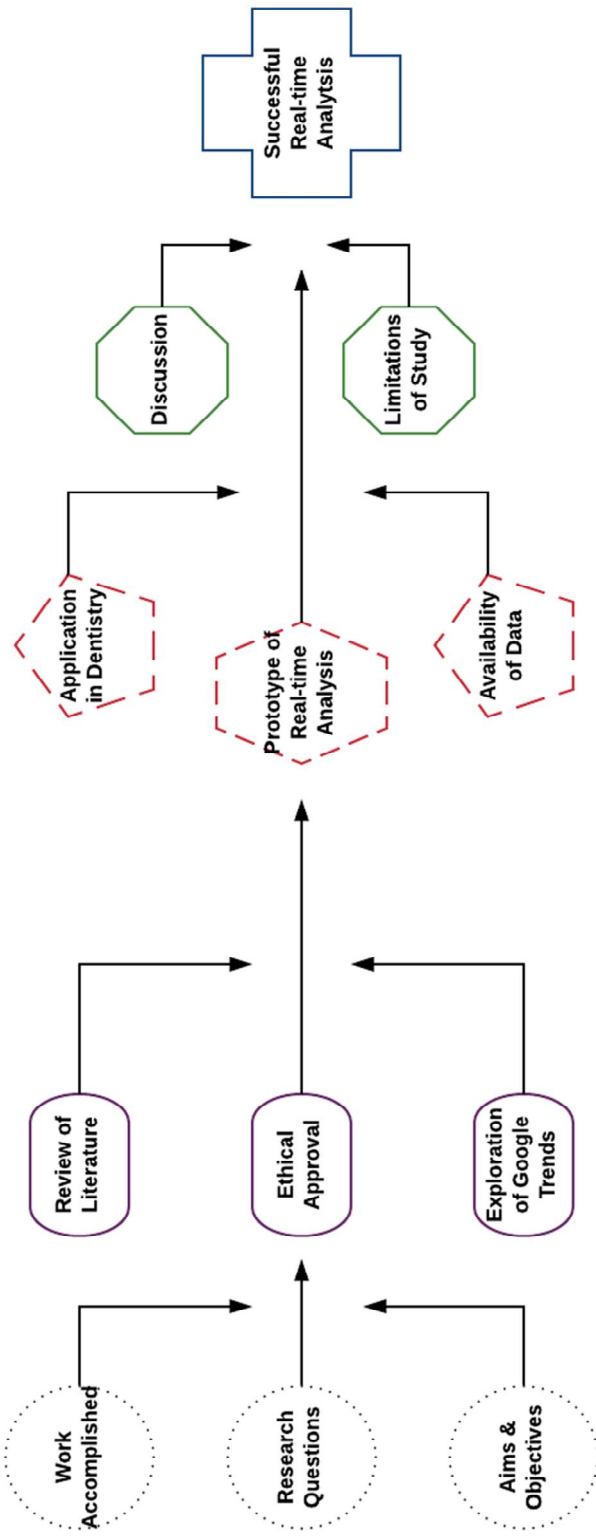 Work
Accomplished
Research
Questions
Aims &
Objectives
Review of
Literature
Ethical
Approval
Exploration
of Google
Trends
Application
in Dentistry
Prototype of
Real-time
Analysis
Availability
of Data
Discussion
Limitations
of Study
Successful
Real-time
Analytsis